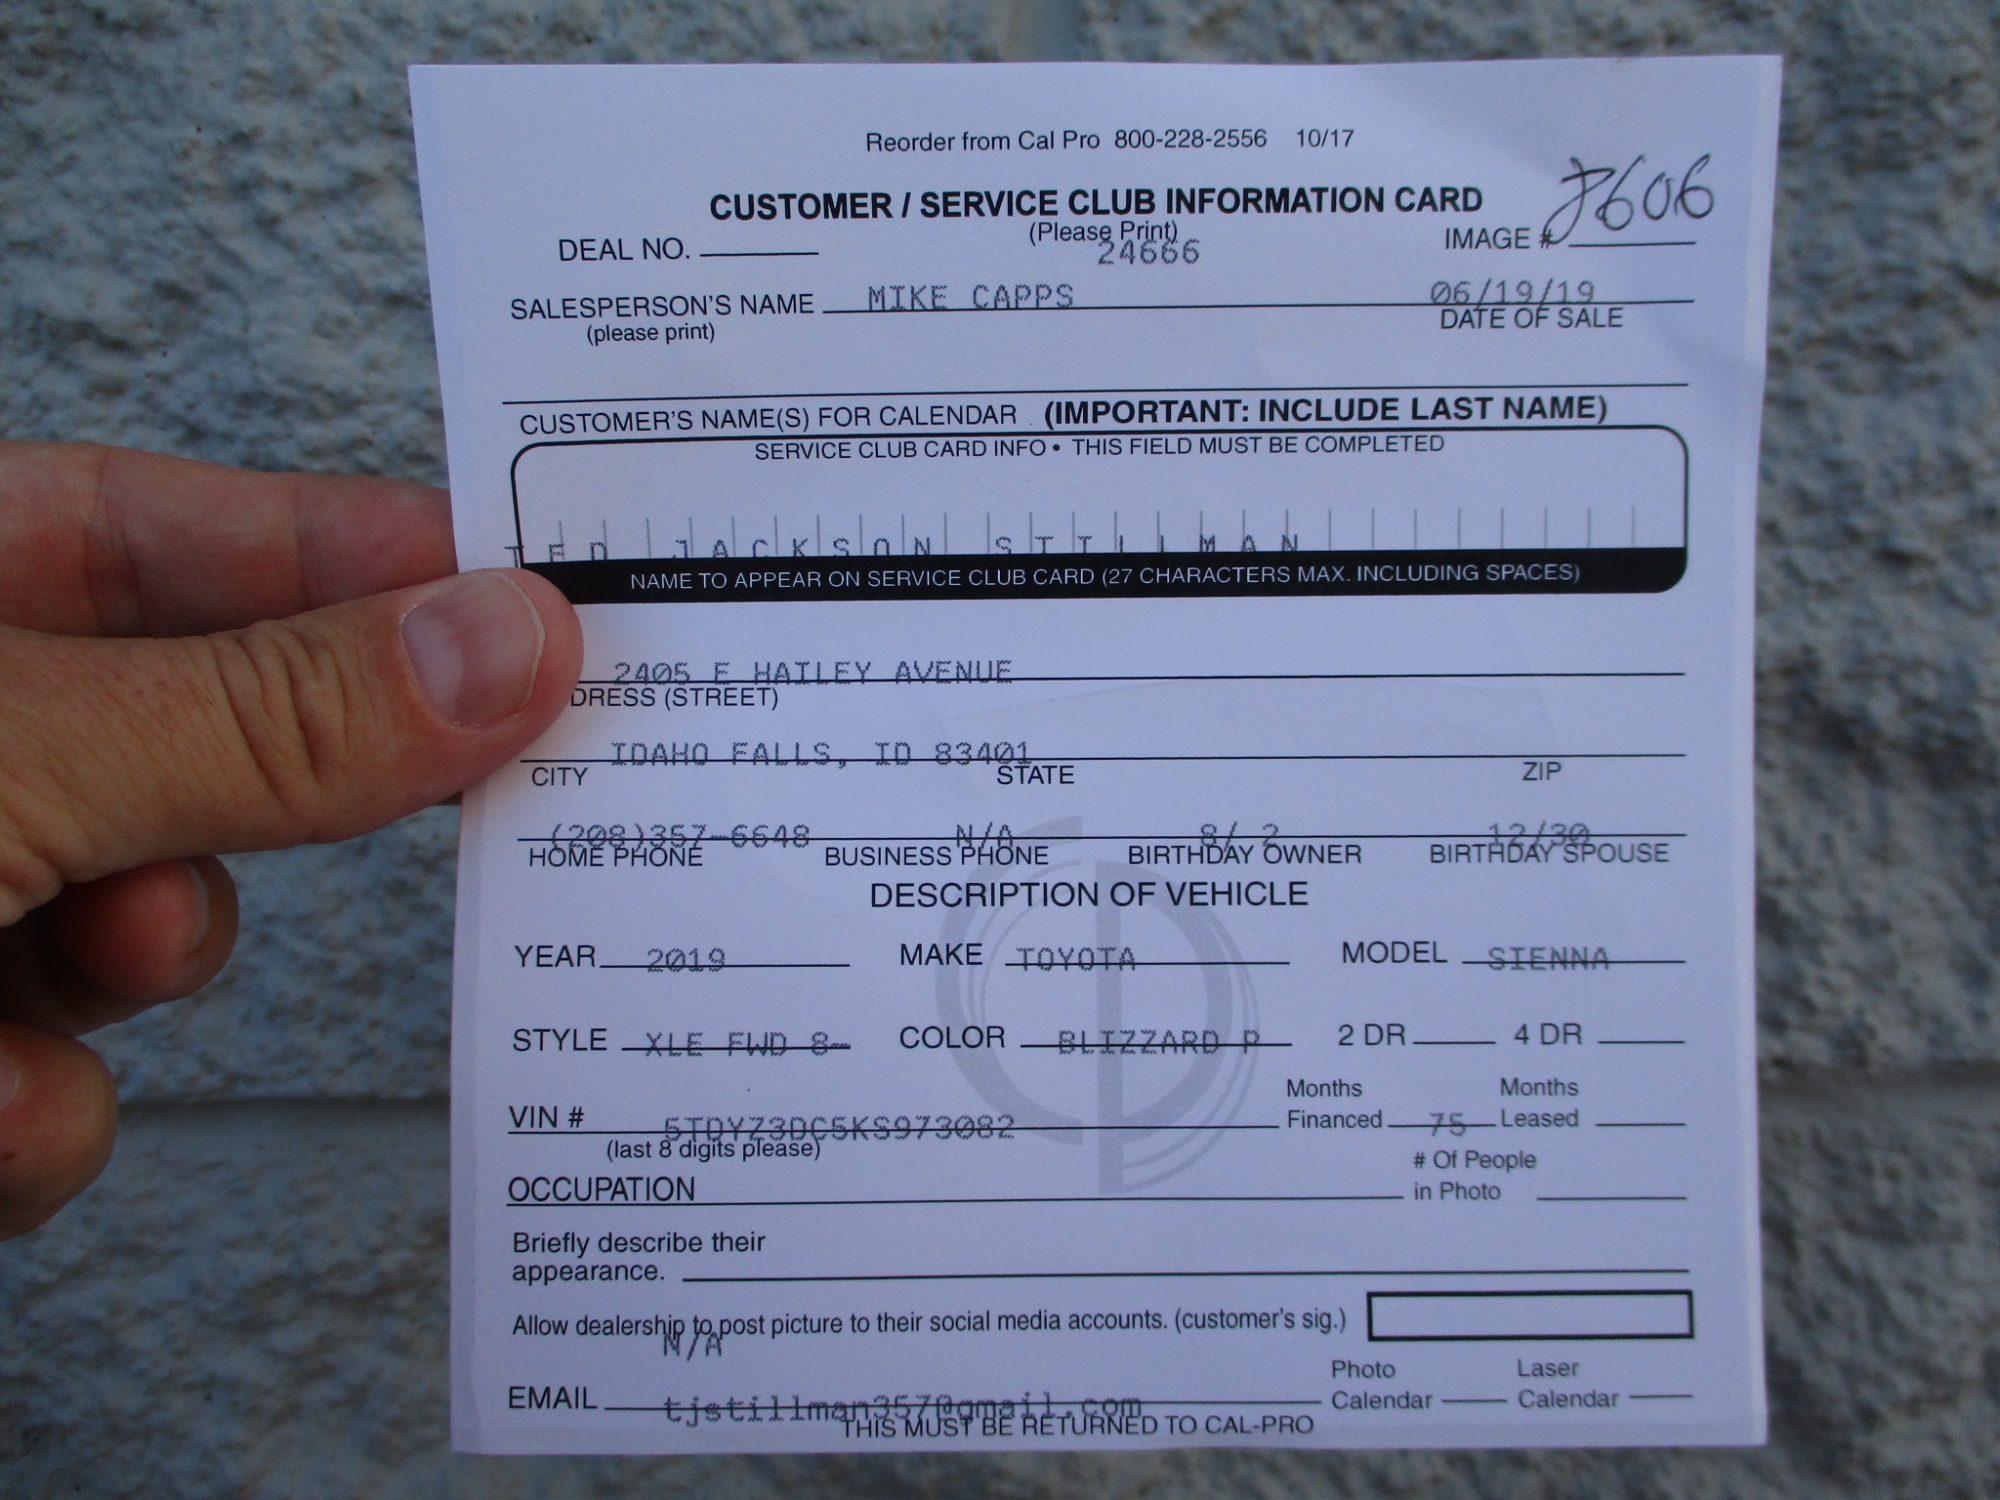 Reorder from Cal Pro 800-228-2556 10/17
CUSTOMER / SERVICE CLUB INFORMATION CARD
(Please Print)
DEAL NO. 24666 IMAGE # 8606
SALESPERSON'S NAME MIKE CAPPS 06/19/19
(please print) DATE OF SALE
CUSTOMER'S NAME(S) FOR CALENDAR (IMPORTANT: INCLUDE LAST NAME)
SERVICE CLUB CARD INFO • THIS FIELD MUST BE COMPLETED
TED JACKSON STILLMAN
NAME TO APPEAR ON SERVICE CLUB CARD (27 CHARACTERS MAX. INCLUDING SPACES)
2405 E HAILEY AVENUE
DRESS (STREET)
IDAHO FALLS, ID 83401
CITY STATE ZIP
(208)357-6648 N/A 8/ 2 12/30
HOME PHONE BUSINESS PHONE BIRTHDAY OWNER BIRTHDAY SPOUSE
DESCRIPTION OF VEHICLE
YEAR 2019 MAKE TOYOTA MODEL SIENNA
STYLE XLE FWD 8- COLOR BLIZZARD P 2 DR 4 DR
VIN # 5TDYZ3DC5KS973082 Months Financed 75 Months Leased
(last 8 digits please)
OCCUPATION # Of People in Photo
Briefly describe their
appearance.
Allow dealership to post picture to their social media accounts. (customer's sig.)
N/A
EMAIL tjstillman357@gmail.com Photo Calendar Laser Calendar
THIS MUST BE RETURNED TO CAL-PRO